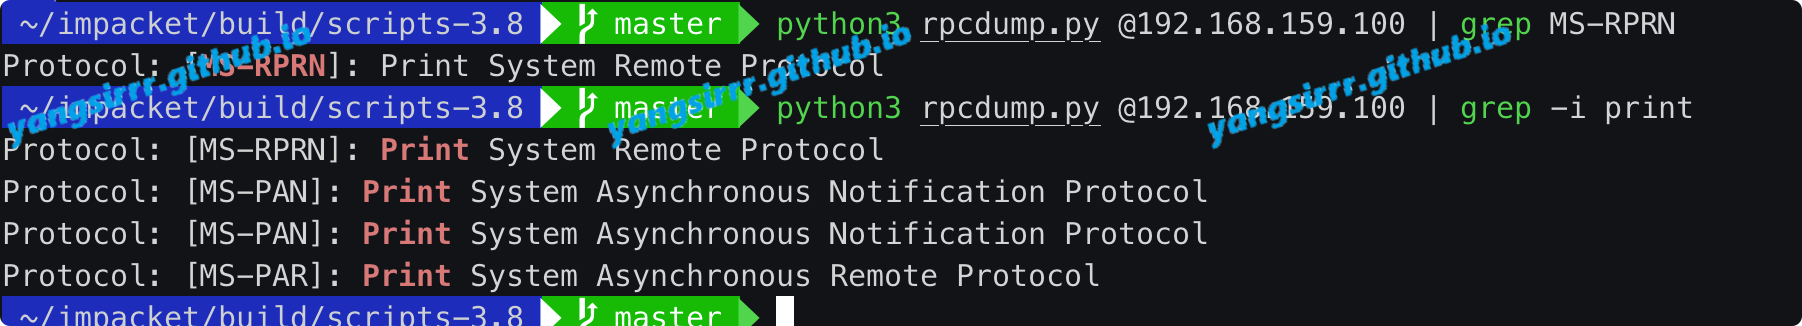 ~/impacket/build/scripts-3.8 master python3 rpcdump.py @192.168.159.100 | grep MS-RPRN
Protocol: [MS-RPRN]: Print System Remote Protocol
~/impacket/build/scripts-3.8 master python3 rpcdump.py @192.168.159.100 | grep -i print
Protocol: [MS-RPRN]: Print System Remote Protocol
Protocol: [MS-PAN]: Print System Asynchronous Notification Protocol
Protocol: [MS-PAN]: Print System Asynchronous Notification Protocol
Protocol: [MS-PAR]: Print System Asynchronous Remote Protocol
~/impacket/build/scripts-3.8 master
yangsirrr.github.io
yangsirrr.github.io
yangsirrr.github.io